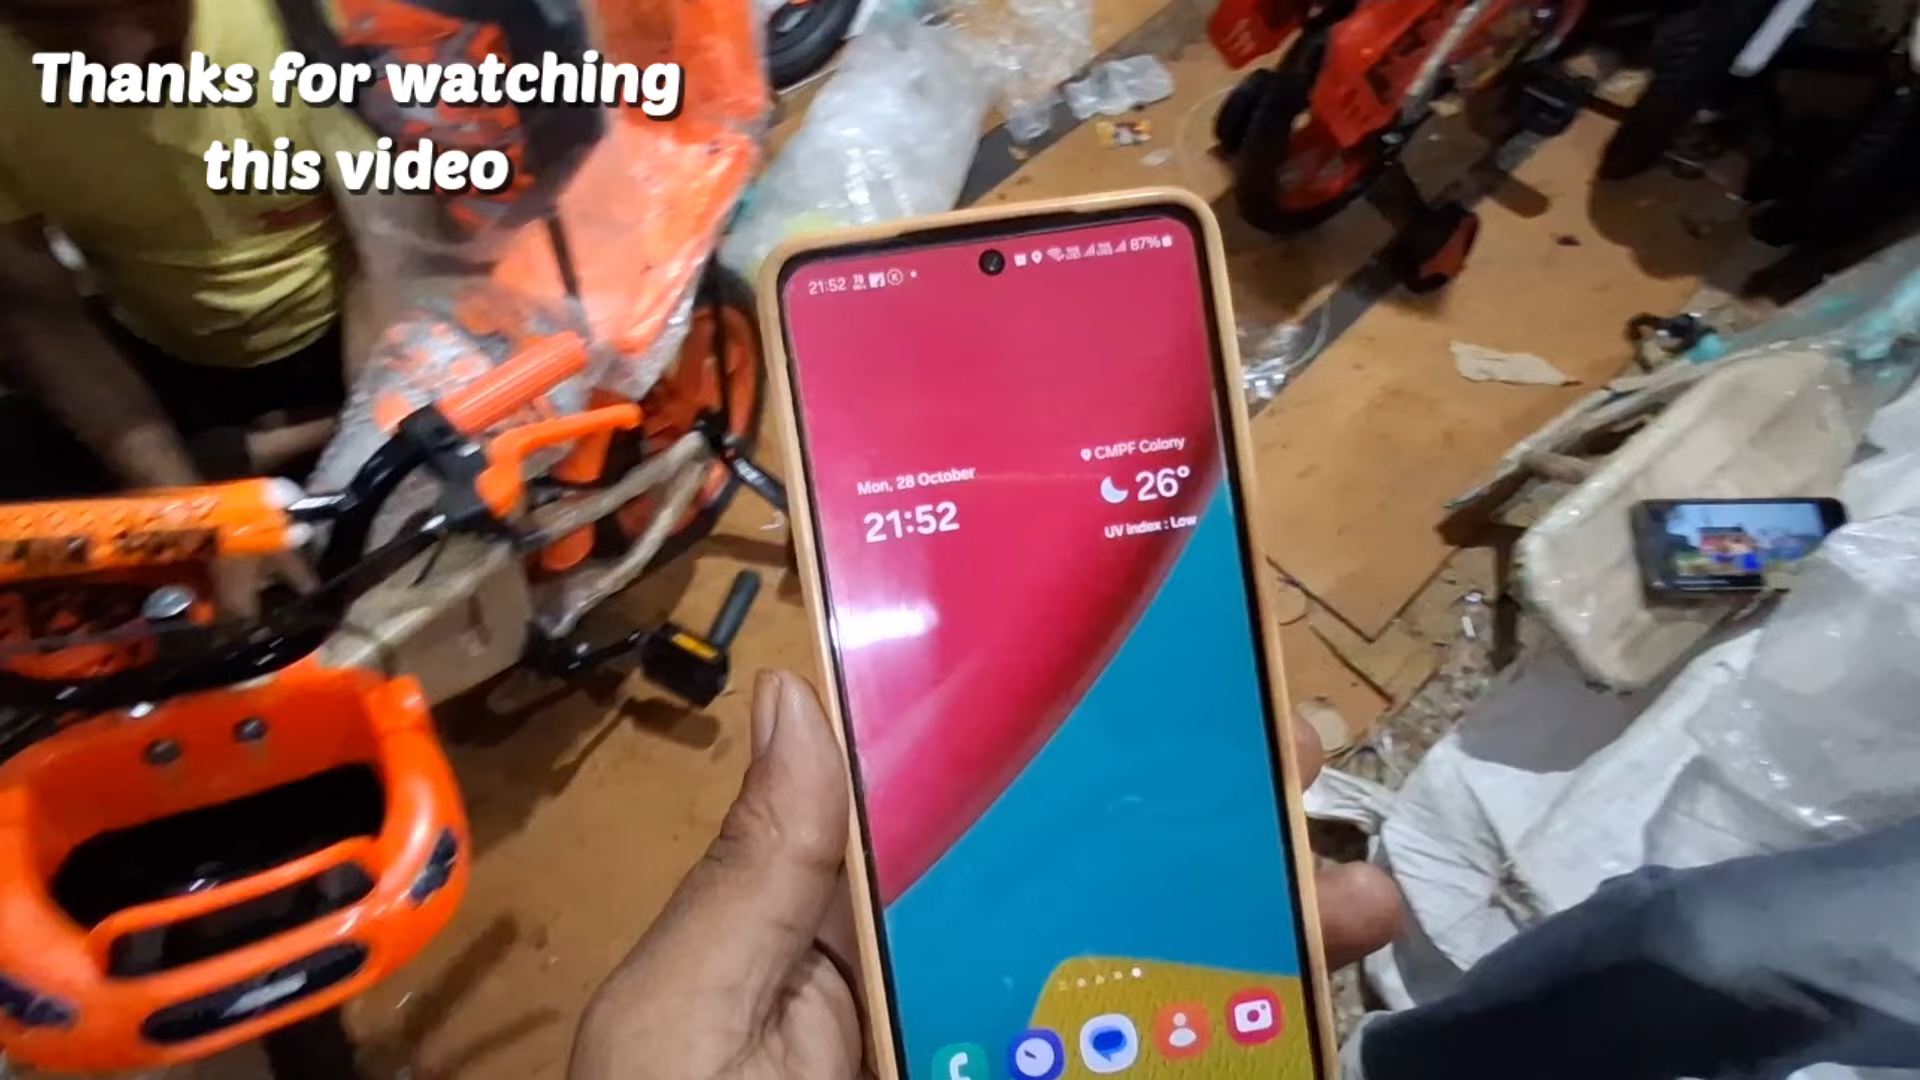 Thanks for watching
this video
21:52
87%
CMPF Colony
Mon, 28 October
26°
21:52
UV Index : Low